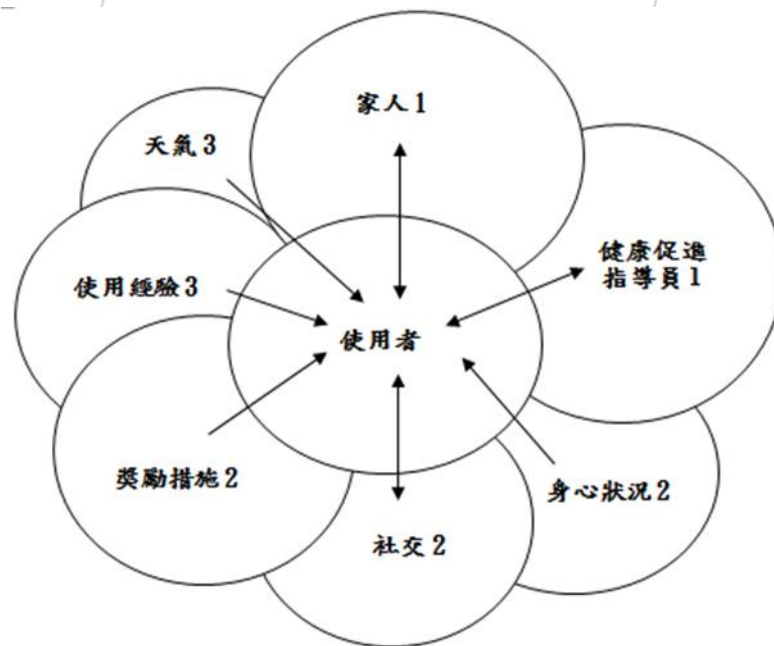 家人1
天氣3
健康促進
指導員1
使用經驗3
使用者
獎勵措施2
身心狀況2
社交2